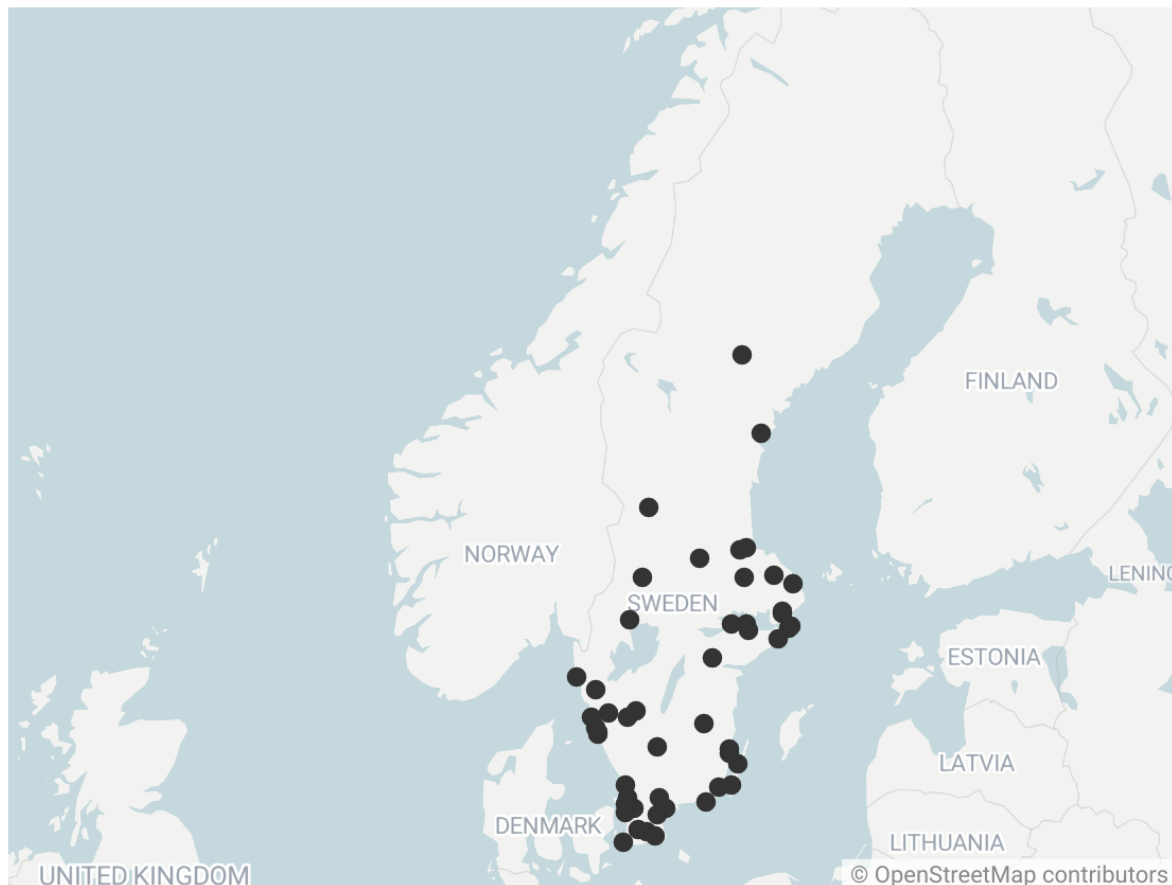 FINLAND
NORWAY
LENING
SWEDEN
ESTONIA
LATVIA
DENMARK
LITHUANIA
UNITED KINGDOM
© OpenStreetMap contributors